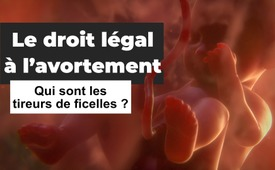 Le droit légal
à l’avortement
Qui sont les
tireurs de ficelles ?